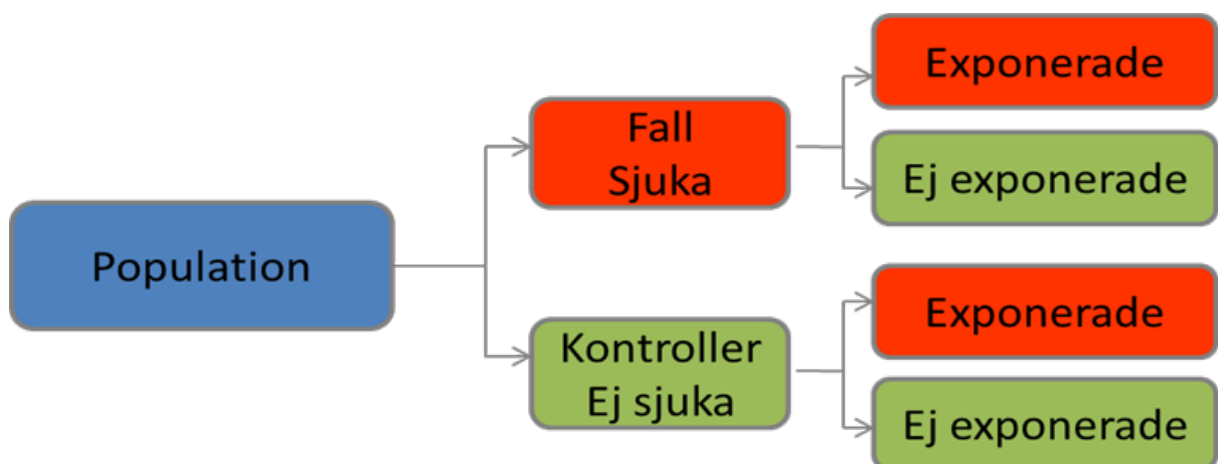 Population
Fall
Sjuka
Kontroller
Ej sjuka
Exponerade
Ej exponerade
Exponerade
Ej exponerade